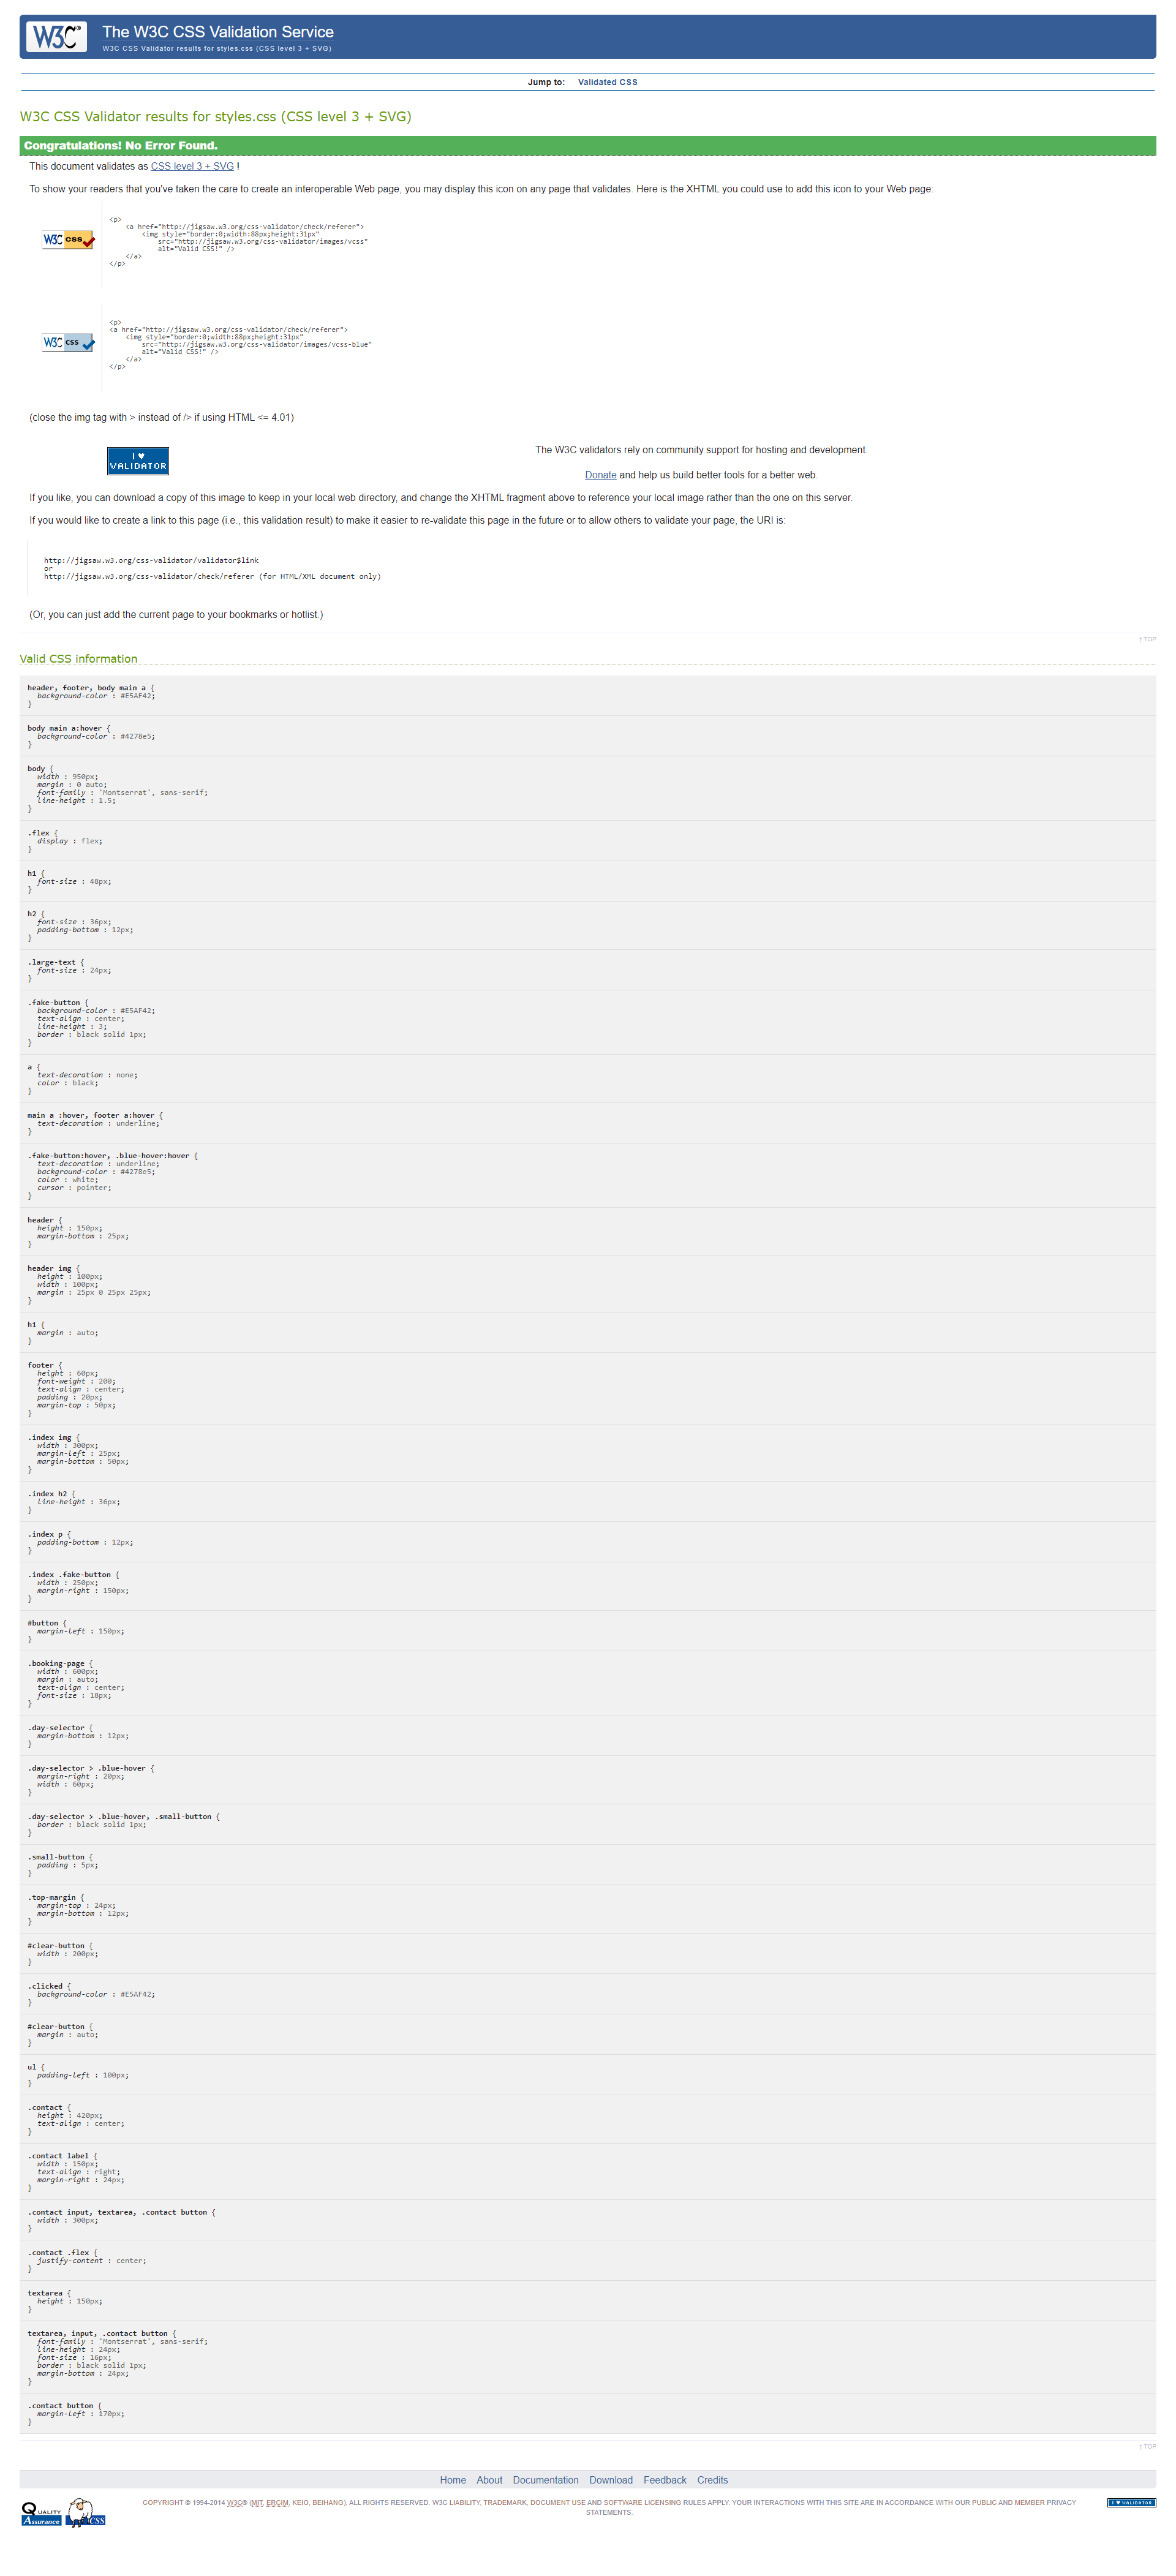 W3C®
The W3C CSS Validation Service
W3C CSS Validator results for styles.css (CSS level 3 + SVG)
Jump to: Validated CSS
W3C CSS Validator results for styles.css (CSS level 3 + SVG)
Congratulations! No Error Found.
This document validates as CSS level 3 + SVG !
To show your readers that you've taken the care to create an interoperable Web page, you may display this icon on any page that validates. Here is the XHTML you could use to add this icon to your Web page:
W3C CSS
<p>
<a href="http://jigsaw.w3.org/css-validator/check/referer">
<img style="border:0;width:88px;height:31px"
src="http://jigsaw.w3.org/css-validator/images/vcss"
alt="Valid CSS!" />
</a>
</p>
W3C CSS
<p>
<a href="http://jigsaw.w3.org/css-validator/check/referer">
<img style="border:0;width:88px;height:31px"
src="http://jigsaw.w3.org/css-validator/images/vcss-blue"
alt="Valid CSS!" />
</a>
</p>
(close the img tag with > instead of /> if using HTML <= 4.01)
I ♥
VALIDATOR
The W3C validators rely on community support for hosting and development.
Donate and help us build better tools for a better web.
If you like, you can download a copy of this image to keep in your local web directory, and change the XHTML fragment above to reference your local image rather than the one on this server.
If you would like to create a link to this page (i.e., this validation result) to make it easier to re-validate this page in the future or to allow others to validate your page, the URI is:
http://jigsaw.w3.org/css-validator/validator$link
or
http://jigsaw.w3.org/css-validator/check/referer (for HTML/XML document only)
(Or, you can just add the current page to your bookmarks or hotlist.)
↑ TOP
Valid CSS information
header, footer, body main a {
background-color : #E5AF42;
}
body main a:hover {
background-color : #4278e5;
}
body {
width : 950px;
margin : 0 auto;
font-family : 'Montserrat', sans-serif;
line-height : 1.5;
}
.flex {
display : flex;
}
h1 {
font-size : 48px;
}
h2 {
font-size : 36px;
padding-bottom : 12px;
}
.large-text {
font-size : 24px;
}
.fake-button {
background-color : #E5AF42;
text-align : center;
line-height : 3;
border : black solid 1px;
}
a {
text-decoration : none;
color : black;
}
main a :hover, footer a:hover {
text-decoration : underline;
}
.fake-button:hover, .blue-hover:hover {
text-decoration : underline;
background-color : #4278e5;
color : white;
cursor : pointer;
}
header {
height : 150px;
margin-bottom : 25px;
}
header img {
height : 100px;
width : 100px;
margin : 25px 0 25px 25px;
}
h1 {
margin : auto;
}
footer {
height : 60px;
font-weight : 200;
text-align : center;
padding : 20px;
margin-top : 50px;
}
.index img {
width : 300px;
margin-left : 25px;
margin-bottom : 50px;
}
.index h2 {
line-height : 36px;
}
.index p {
padding-bottom : 12px;
}
.index .fake-button {
width : 250px;
margin-right : 150px;
}
#button {
margin-left : 150px;
}
.booking-page {
width : 600px;
margin : auto;
text-align : center;
font-size : 18px;
}
.day-selector {
margin-bottom : 12px;
}
.day-selector > .blue-hover {
margin-right : 20px;
width : 60px;
}
.day-selector > .blue-hover, .small-button {
border : black solid 1px;
}
.small-button {
padding : 5px;
}
.top-margin {
margin-top : 24px;
margin-bottom : 12px;
}
#clear-button {
width : 200px;
}
.clicked {
background-color : #E5AF42;
}
#clear-button {
margin : auto;
}
ul {
padding-left : 100px;
}
.contact {
height : 420px;
text-align : center;
}
.contact label {
width : 150px;
text-align : right;
margin-right : 24px;
}
.contact input, textarea, .contact button {
width : 300px;
}
.contact .flex {
justify-content : center;
}
textarea {
height : 150px;
}
textarea, input, .contact button {
font-family : 'Montserrat', sans-serif;
line-height : 24px;
font-size : 16px;
border : black solid 1px;
margin-bottom : 24px;
}
.contact button {
margin-left : 170px;
}
↑ TOP
Home About Documentation Download Feedback Credits
QUALITY
Assurance
CSS
COPYRIGHT © 1994-2014 W3C® (MIT, ERCIM, KEIO, BEIHANG), ALL RIGHTS RESERVED. W3C LIABILITY, TRADEMARK, DOCUMENT USE AND SOFTWARE LICENSING RULES APPLY. YOUR INTERACTIONS WITH THIS SITE ARE IN ACCORDANCE WITH OUR PUBLIC AND MEMBER PRIVACY
STATEMENTS.
I ♥ VALIDATOR